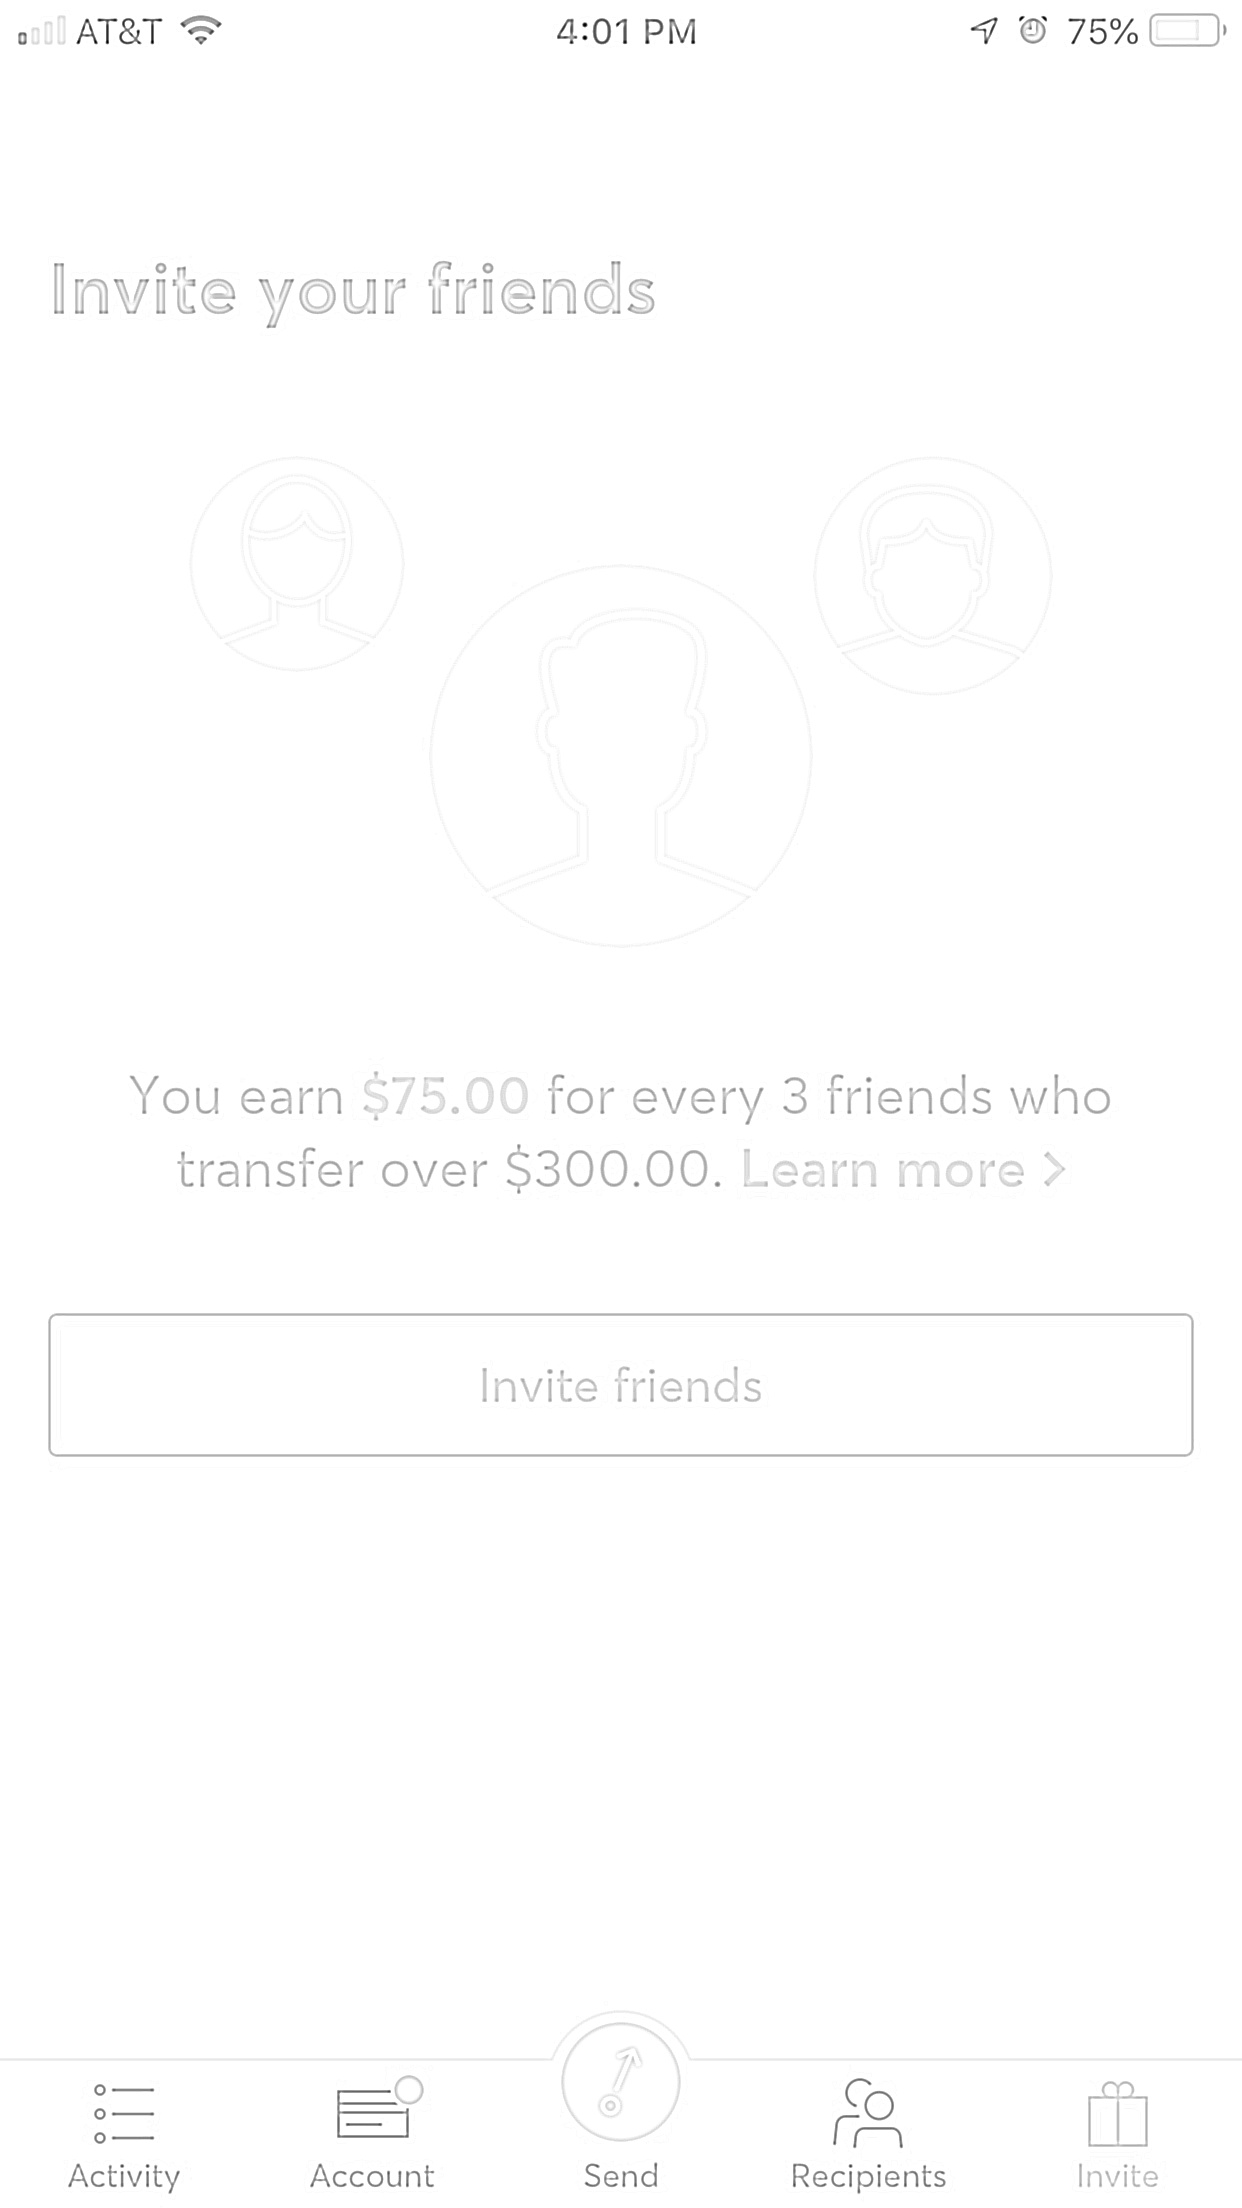 AT&T 4:01 PM 75%
Invite your friends
You earn $75.00 for every 3 friends who
transfer over $300.00. Learn more >
Invite friends
Activity Account Send Recipients Invite